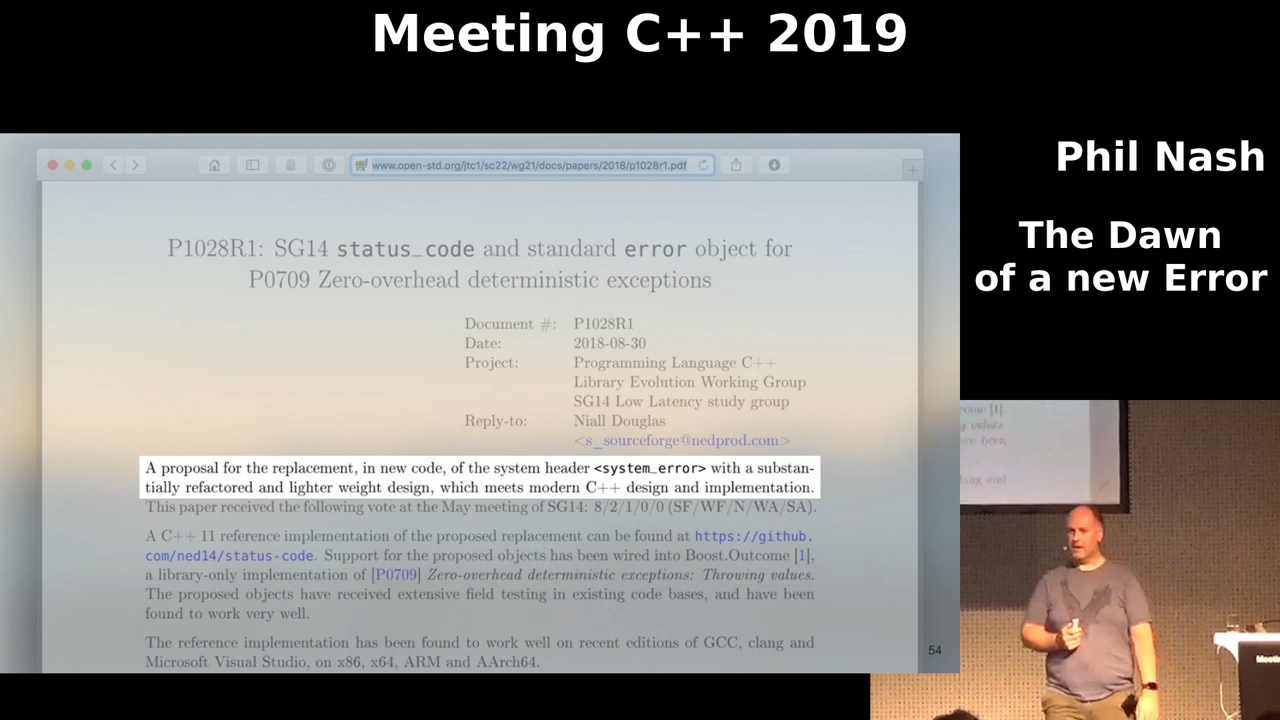 Meeting C++ 2019
Phil Nash
The Dawn
of a new Error
www.open-std.org/jtc1/sc22/wg21/docs/papers/2018/p1028r1.pdf
P1028R1: SG14 status_code and standard error object for
P0709 Zero-overhead deterministic exceptions
Document #: P1028R1
Date: 2018-08-30
Project: Programming Language C++
Library Evolution Working Group
SG14 Low Latency study group
Reply-to: Niall Douglas
<s_sourceforge@nedprod.com>
A proposal for the replacement, in new code, of the system header <system_error> with a substan-
tially refactored and lighter weight design, which meets modern C++ design and implementation.
This paper received the following vote at the May meeting of SG14: 8/2/1/0/0 (SF/WF/N/WA/SA).
A C++ 11 reference implementation of the proposed replacement can be found at https://github.
com/ned14/status-code. Support for the proposed objects has been wired into Boost.Outcome [1],
a library-only implementation of [P0709] Zero-overhead deterministic exceptions: Throwing values.
The proposed objects have received extensive field testing in existing code bases, and have been
found to work very well.
The reference implementation has been found to work well on recent editions of GCC, clang and
Microsoft Visual Studio, on x86, x64, ARM and AArch64.
54
come [1]
values
ve been
lang and